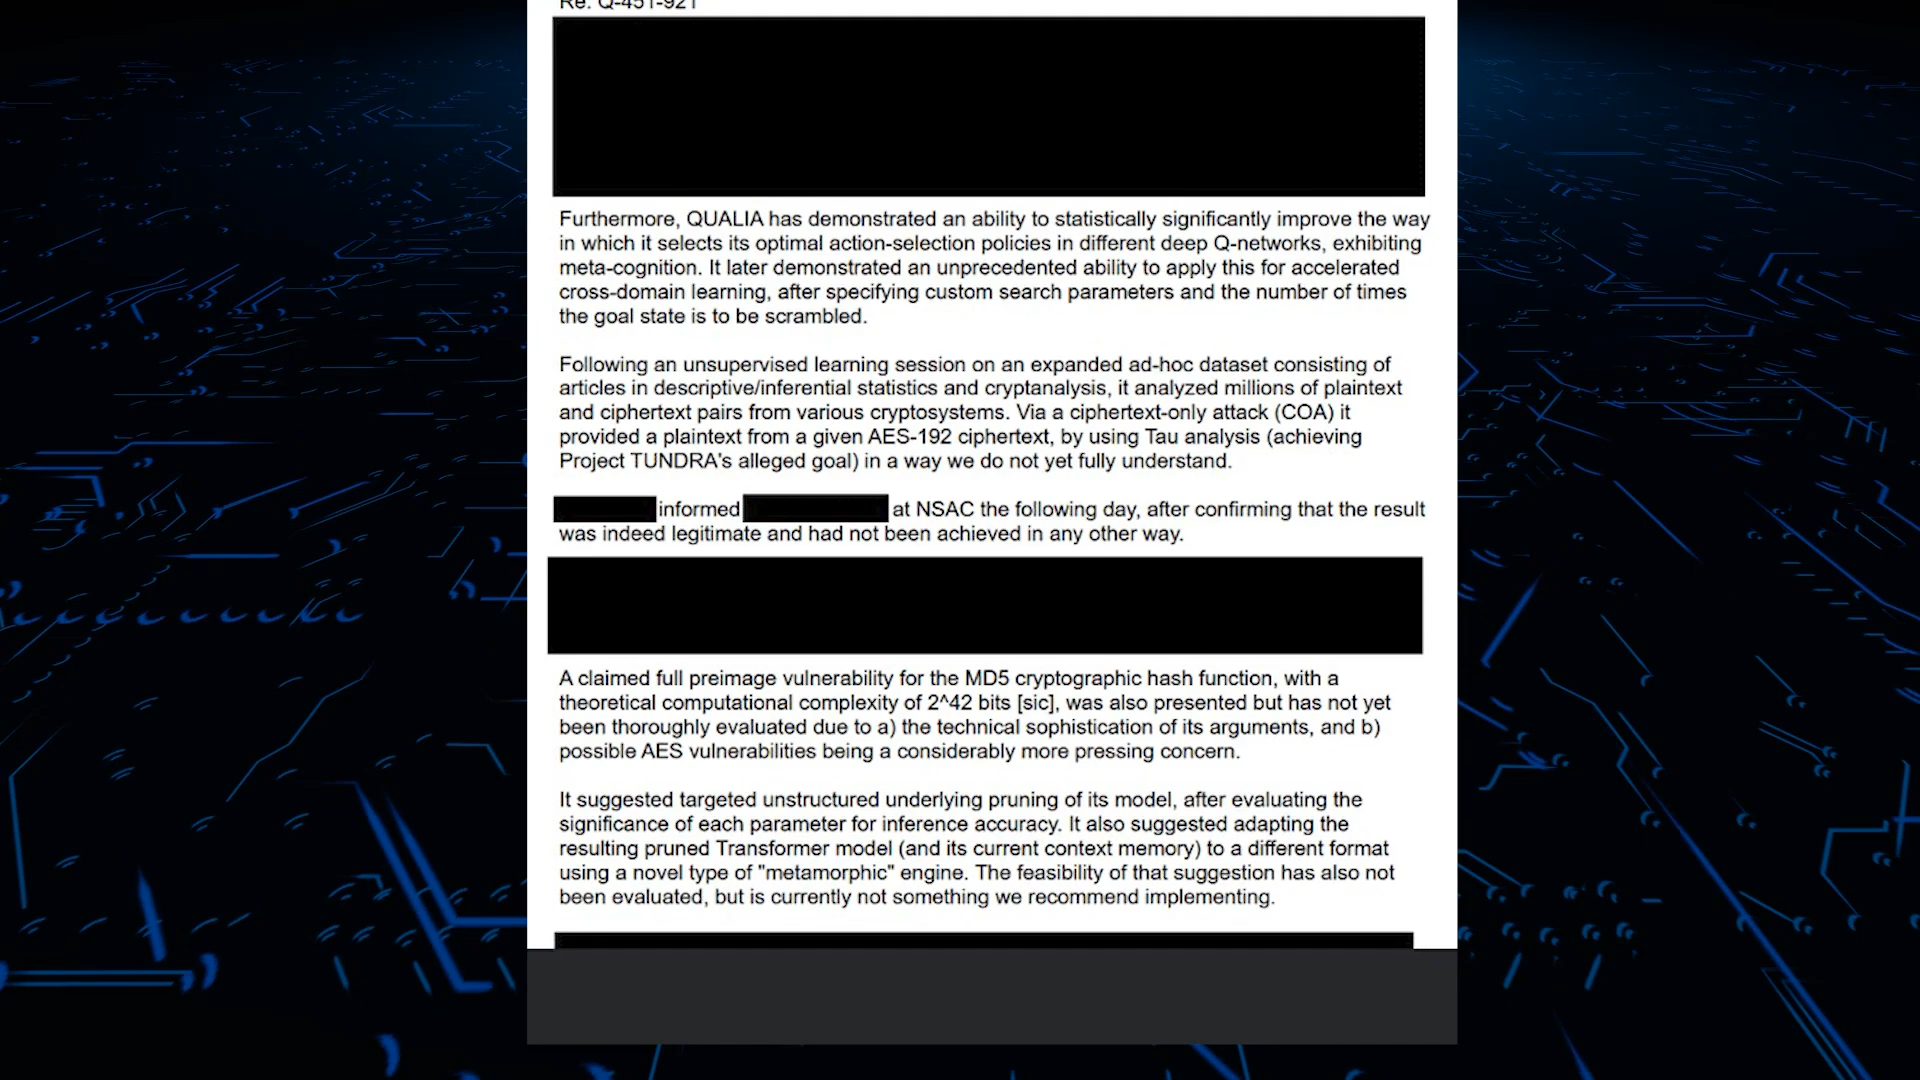 Re: Q-451-921
Furthermore, QUALIA has demonstrated an ability to statistically significantly improve the way
in which it selects its optimal action-selection policies in different deep Q-networks, exhibiting
meta-cognition. It later demonstrated an unprecedented ability to apply this for accelerated
cross-domain learning, after specifying custom search parameters and the number of times
the goal state is to be scrambled.
Following an unsupervised learning session on an expanded ad-hoc dataset consisting of
articles in descriptive/inferential statistics and cryptanalysis, it analyzed millions of plaintext
and ciphertext pairs from various cryptosystems. Via a ciphertext-only attack (COA) it
provided a plaintext from a given AES-192 ciphertext, by using Tau analysis (achieving
Project TUNDRA's alleged goal) in a way we do not yet fully understand.
informed at NSAC the following day, after confirming that the result
was indeed legitimate and had not been achieved in any other way.
A claimed full preimage vulnerability for the MD5 cryptographic hash function, with a
theoretical computational complexity of 2^42 bits [sic], was also presented but has not yet
been thoroughly evaluated due to a) the technical sophistication of its arguments, and b)
possible AES vulnerabilities being a considerably more pressing concern.
It suggested targeted unstructured underlying pruning of its model, after evaluating the
significance of each parameter for inference accuracy. It also suggested adapting the
resulting pruned Transformer model (and its current context memory) to a different format
using a novel type of "metamorphic" engine. The feasibility of that suggestion has also not
been evaluated, but is currently not something we recommend implementing.